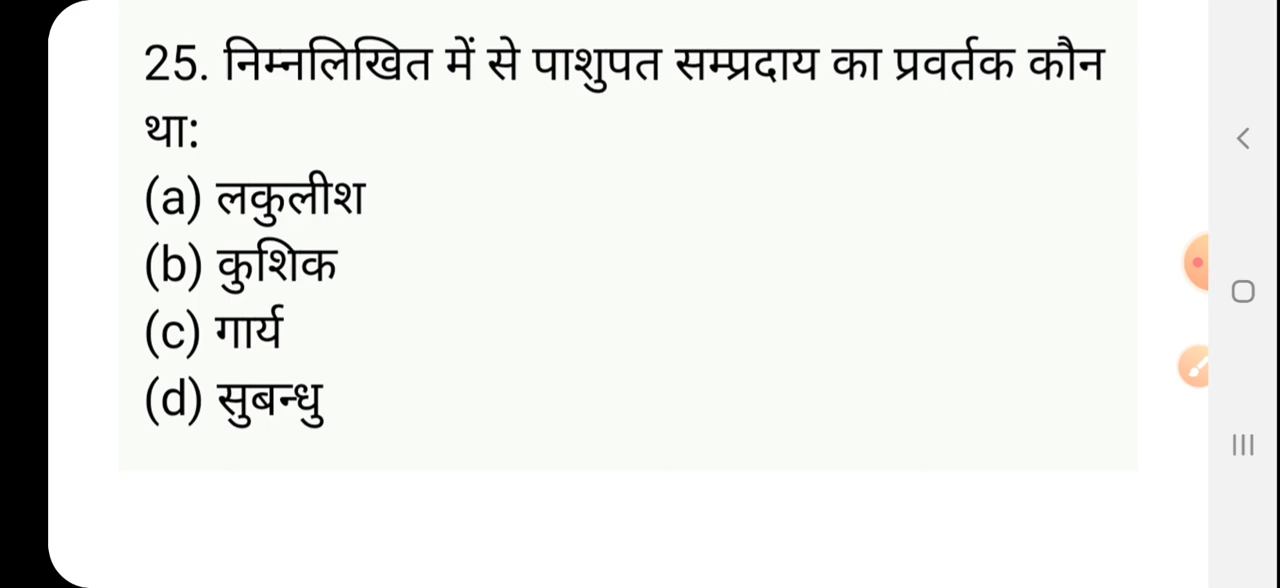 25. निम्नलिखित में से पाशुपत सम्प्रदाय का प्रवर्तक कौन
था:
(a) लकुलीश
(b) कुशिक
(c) गार्य
(d) सुबन्धु